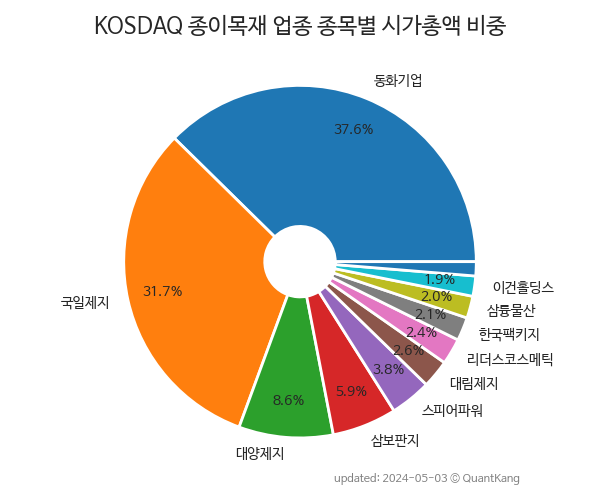 KOSDAQ 종이목재 업종 종목별 시가총액 비중
동화기업
37.6%
국일제지
31.7%
대양제지
8.6%
삼보판지
5.9%
스피어파워
3.8%
대림제지
2.6%
리더스코스메틱
2.4%
한국팩키지
2.1%
삼륭물산
2.0%
이건홀딩스
1.9%
updated: 2024-05-03 © QuantKang